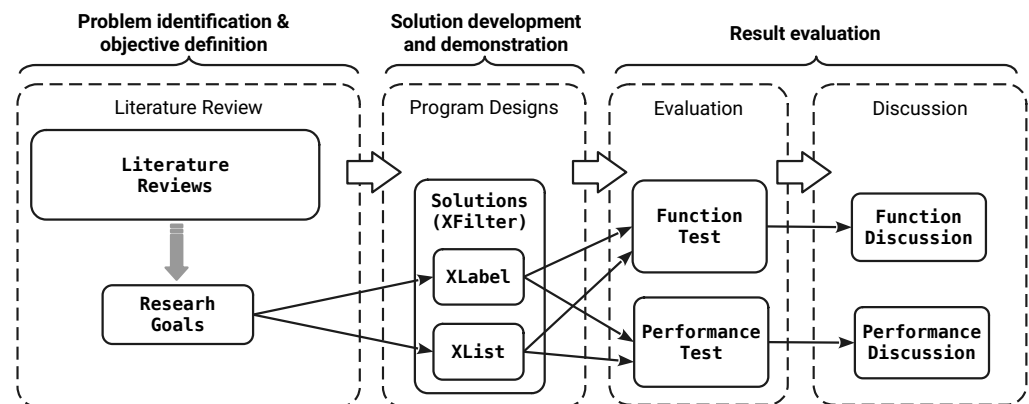 Problem identification &
objective definition
Solution development
and demonstration
Result evaluation
Literature Review
Program Designs
Evaluation
Discussion
Literature
Reviews
Researh
Goals
Solutions
(XFilter)
XLabel
XList
Function
Test
Performance
Test
Function
Discussion
Performance
Discussion